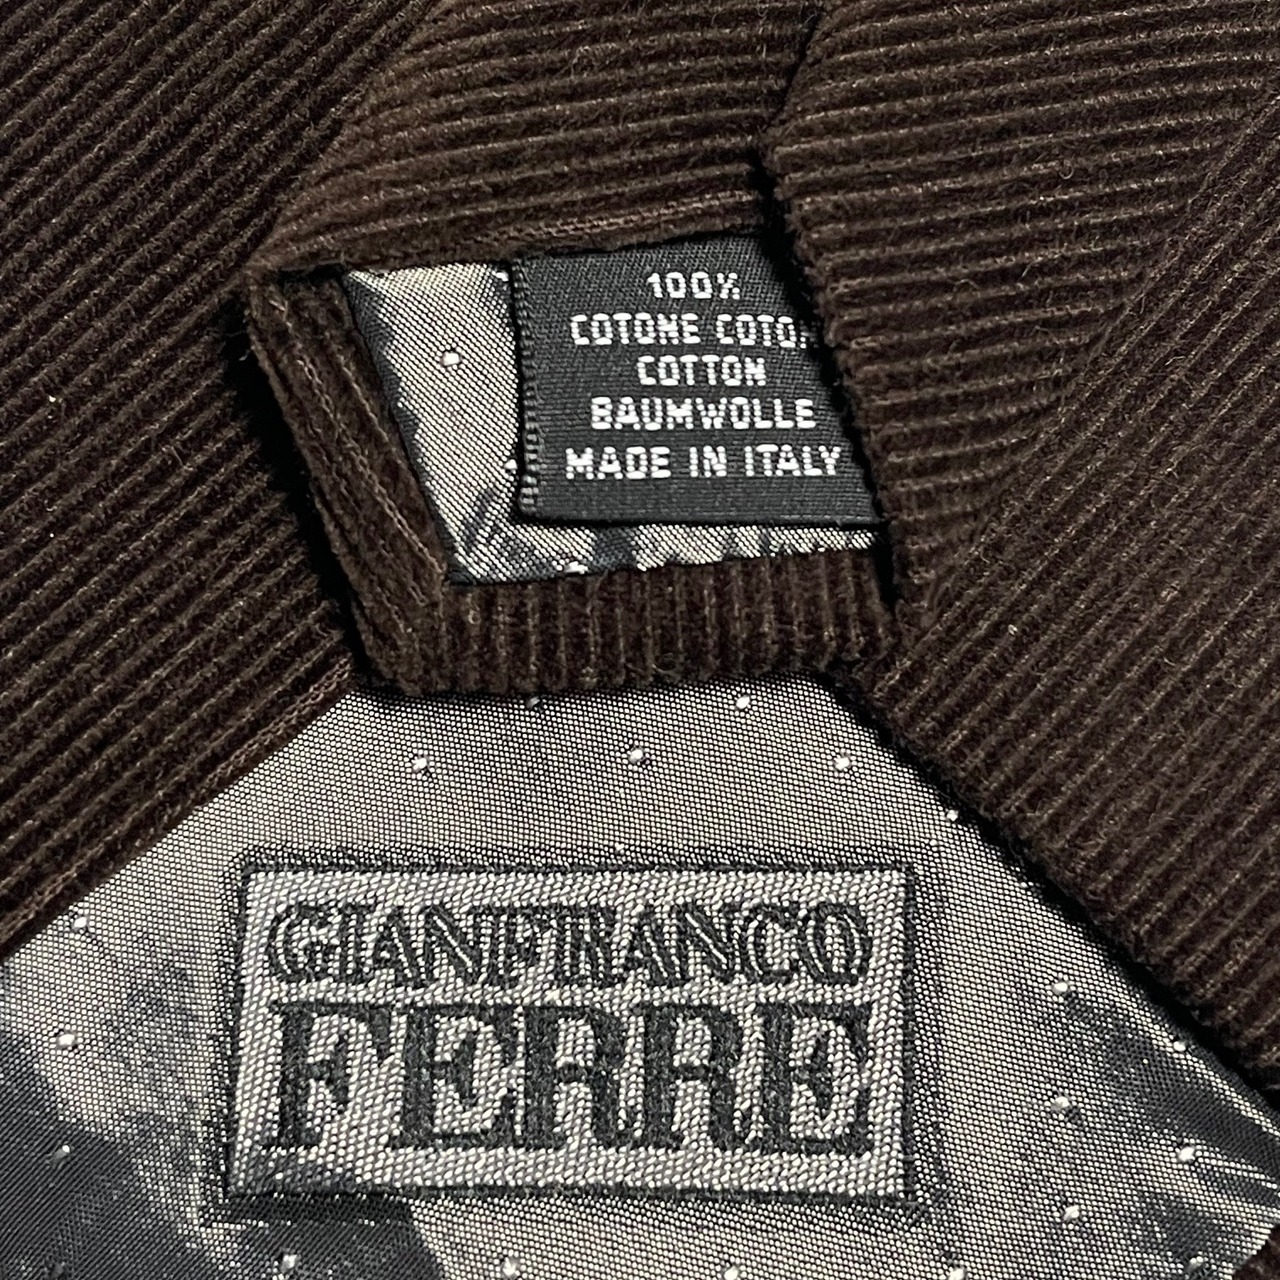 100%
COTONE COTON
COTTON
BAUMWOLLE
MADE IN ITALY
GIANFRANCO
FERRE